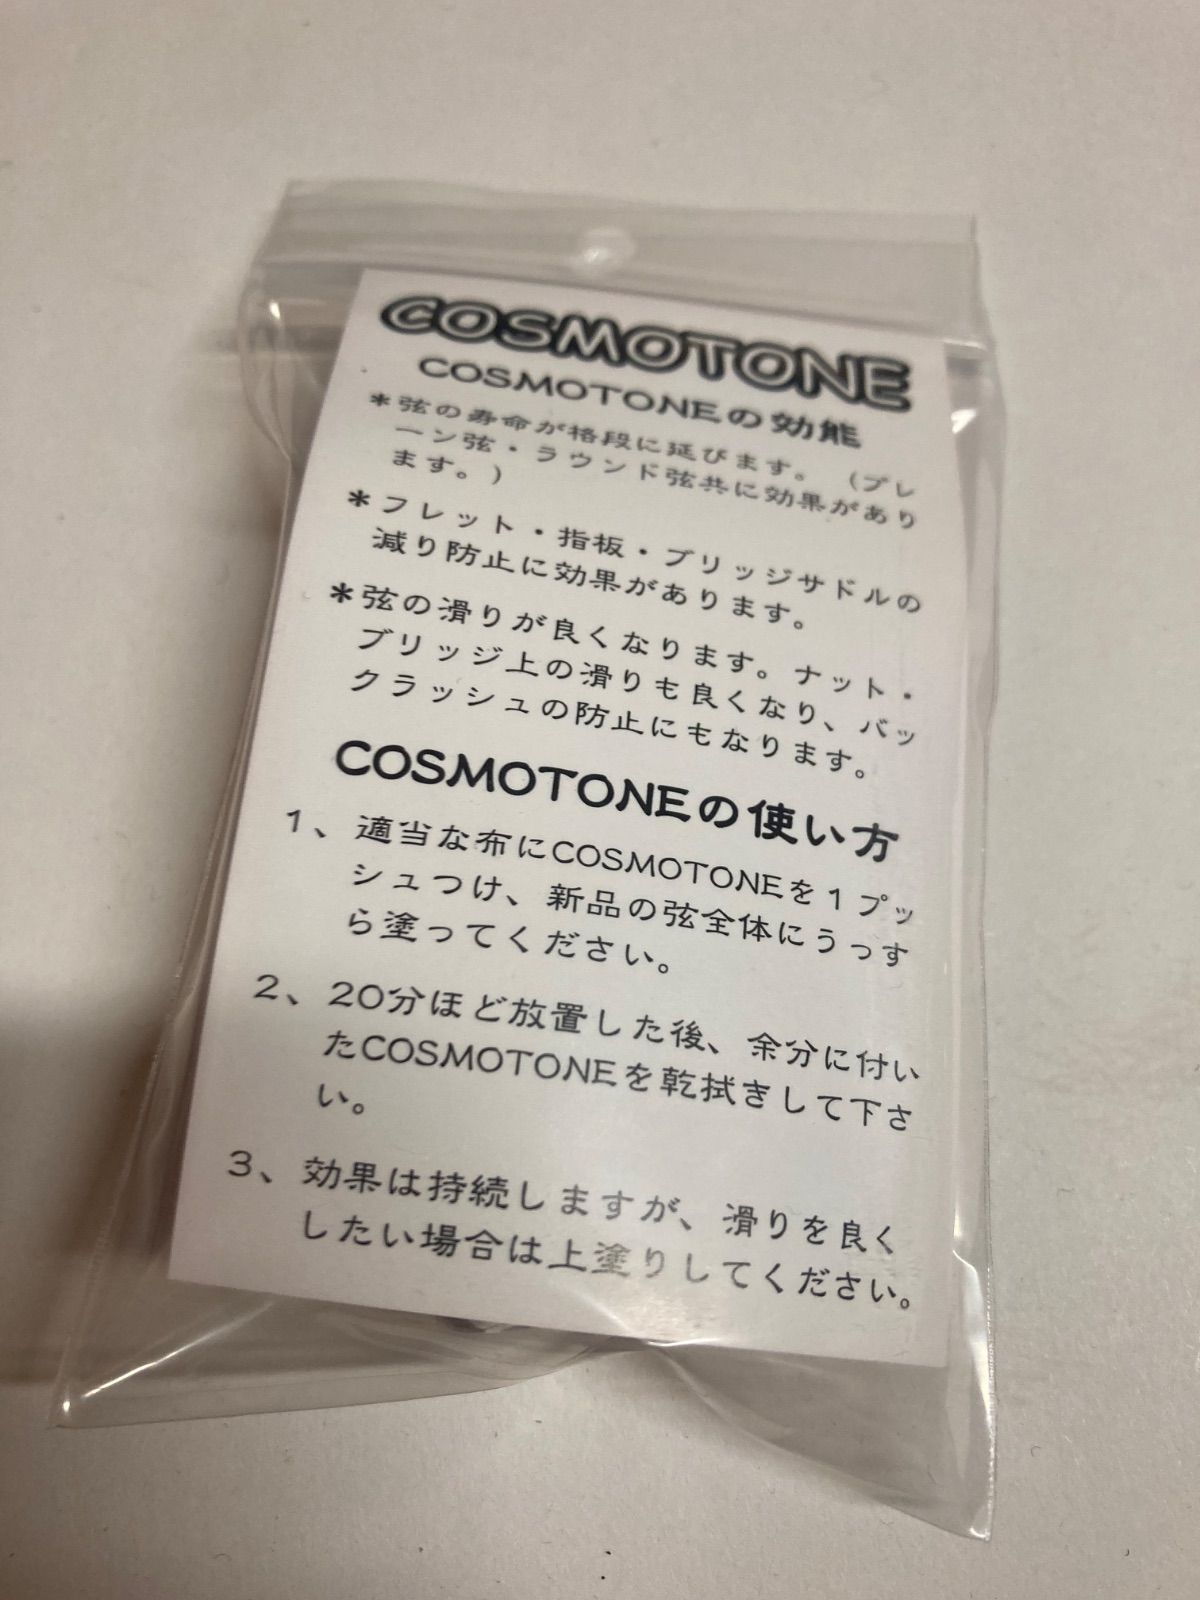 COSMOTONE
COSMOTONEの効能
＊弦の寿命が格段に延びます。（プレ
ーン弦・ラウンド弦共に効果があり
ます。）
＊フレット・指板・ブリッジサドルの
減り防止に効果があります。
＊弦の滑りが良くなります。ナット・
ブリッジ上の滑りも良くなり、バッ
クラッシュの防止にもなります。
COSMOTONEの使い方
１、適当な布にCOSMOTONEを１プッ
シュつけ、新品の弦全体にうっす
ら塗ってください。
２、20分ほど放置した後、余分に付い
たCOSMOTONEを乾拭きして下さ
い。
３、効果は持続しますが、滑りを良く
したい場合は上塗りしてください。